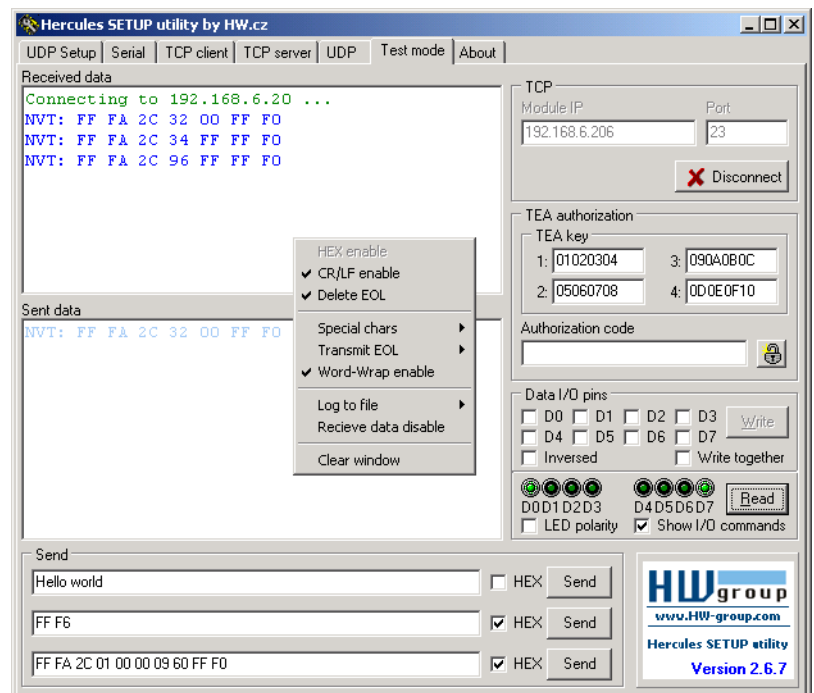 Hercules SETUP utility by HW.cz
UDP Setup Serial TCP client TCP server UDP Test mode About
Received data
Connecting to 192.168.6.20 ...
NVT: FF FA 2C 32 00 FF F0
NVT: FF FA 2C 34 FF FF F0
NVT: FF FA 2C 96 FF FF F0
HEX enable
CR/LF enable
Delete EOL
Special chars
Transmit EOL
Word-Wrap enable
Log to file
Recieve data disable
Clear window
Sent data
NVT: FF FA 2C 32 00 FF F0
TCP
Module IP Port
192.168.6.206 23
Disconnect
TEA authorization
TEA key
1: 01020304 3: 090A0B0C
2: 05060708 4: 0D0E0F10
Authorization code
Data I/O pins
D0 D1 D2 D3 Write
D4 D5 D6 D7
Inversed Write together
D0D1D2D3 D4D5D6D7 Read
LED polarity Show I/O commands
Send
Hello world HEX Send
FF F6 HEX Send
FF FA 2C 01 00 00 09 60 FF F0 HEX Send
HWgroup
www.HW-group.com
Hercules SETUP utility
Version 2.6.7